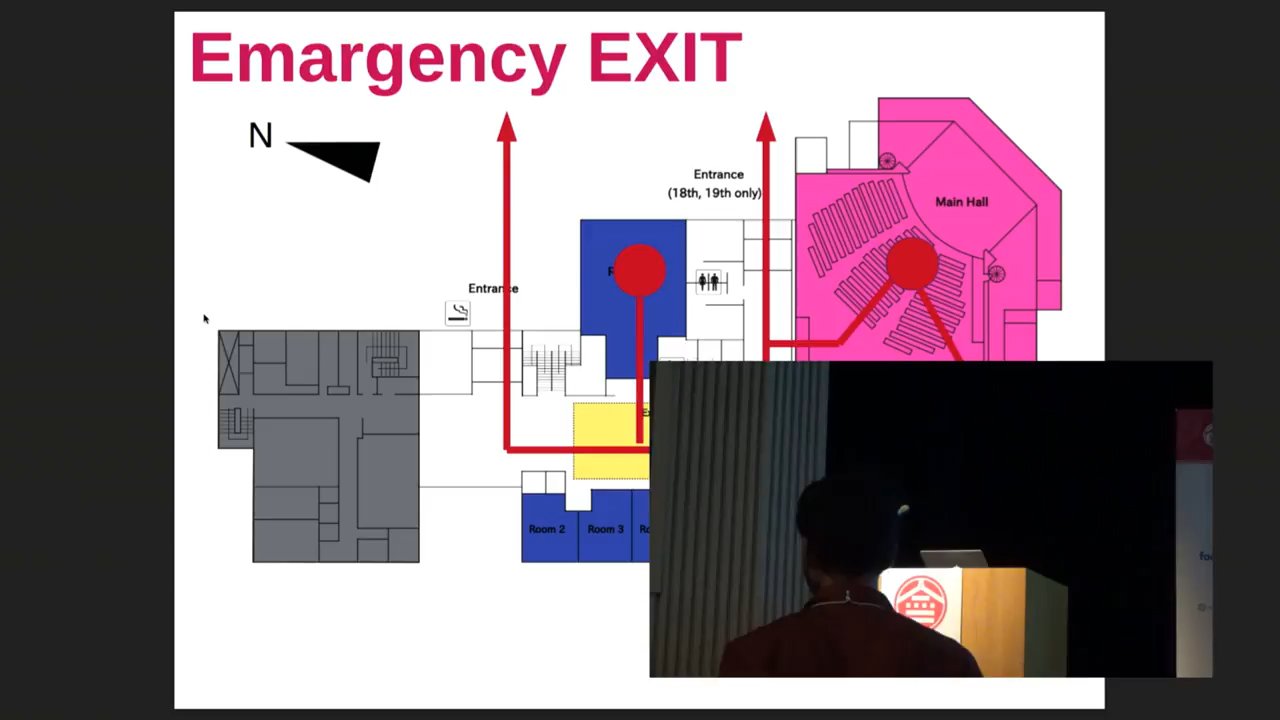 Emargency EXIT
N
Entrance
(18th, 19th only)
Main Hall
Entrance
Room 2
Room 3